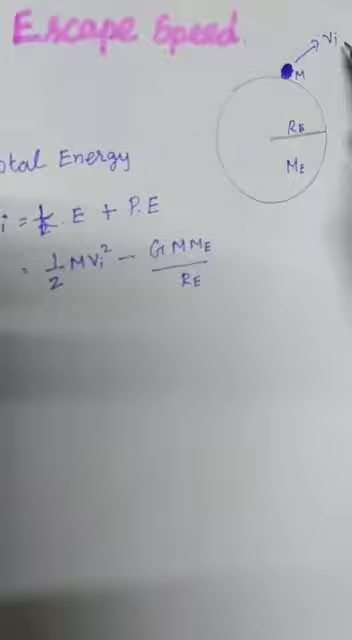 Escape Speed
Vi
M
RE
ME
otal Energy
i = K.E + P.E
= 1/2 MVi² - GMME/RE